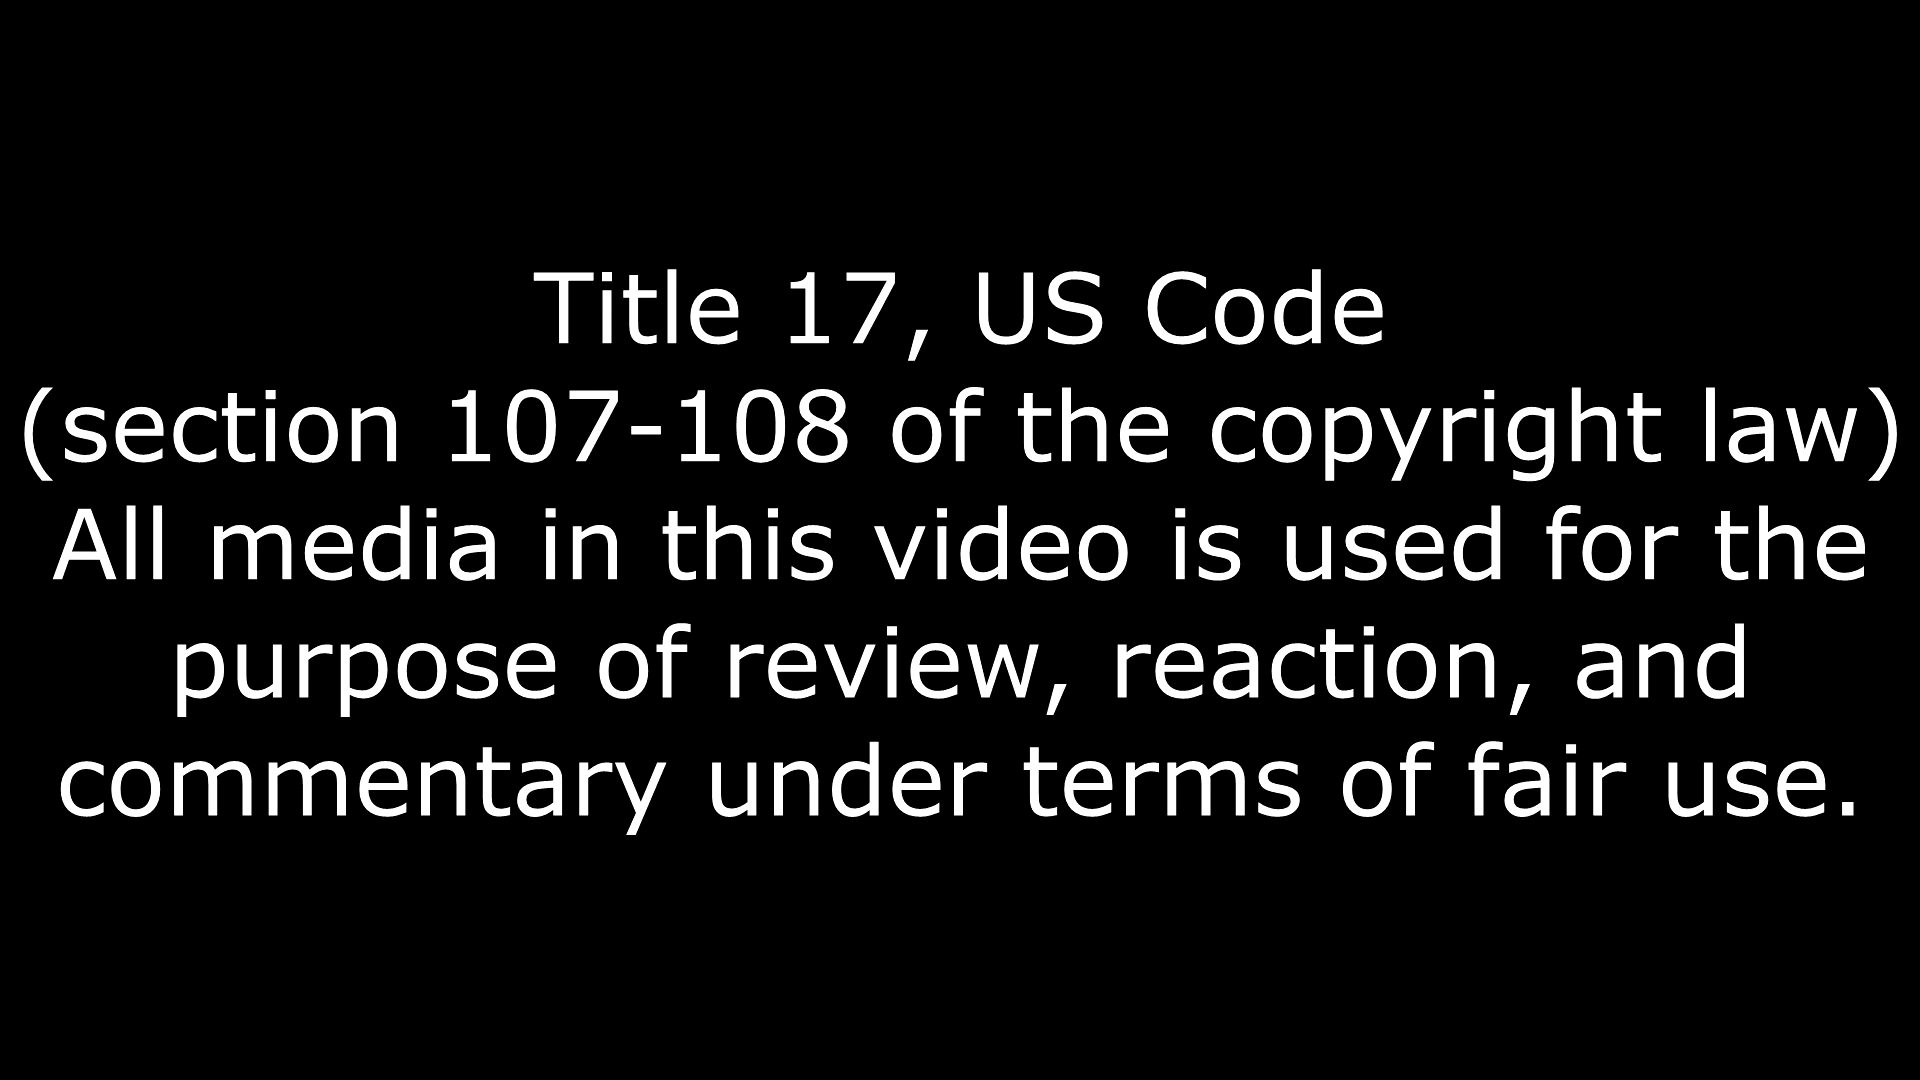 Title 17, US Code
(section 107-108 of the copyright law)
All media in this video is used for the
purpose of review, reaction, and
commentary under terms of fair use.